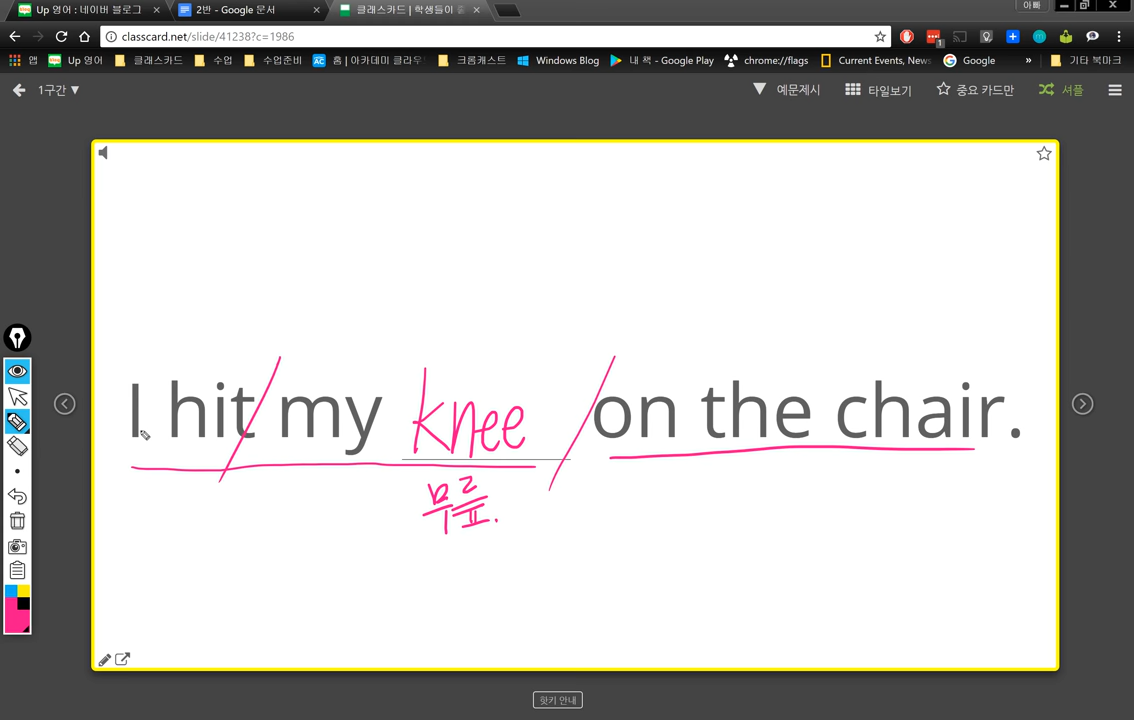 Up 영어 : 네이버 블로그
2반 - Google 문서
클래스카드 | 학생들이
아빠
classcard.net/slide/41238?c=1986
앱
Up 영어
클래스카드
수업
수업준비
홈 | 아카데미 클라우
크롬캐스트
Windows Blog
내 책 - Google Play
chrome://flags
Current Events, News
Google
»
기타 북마크
1구간 ▼
예문제시
타일보기
중요 카드만
셔플
I hit my knee on the chair.
무릎.
핫키 안내